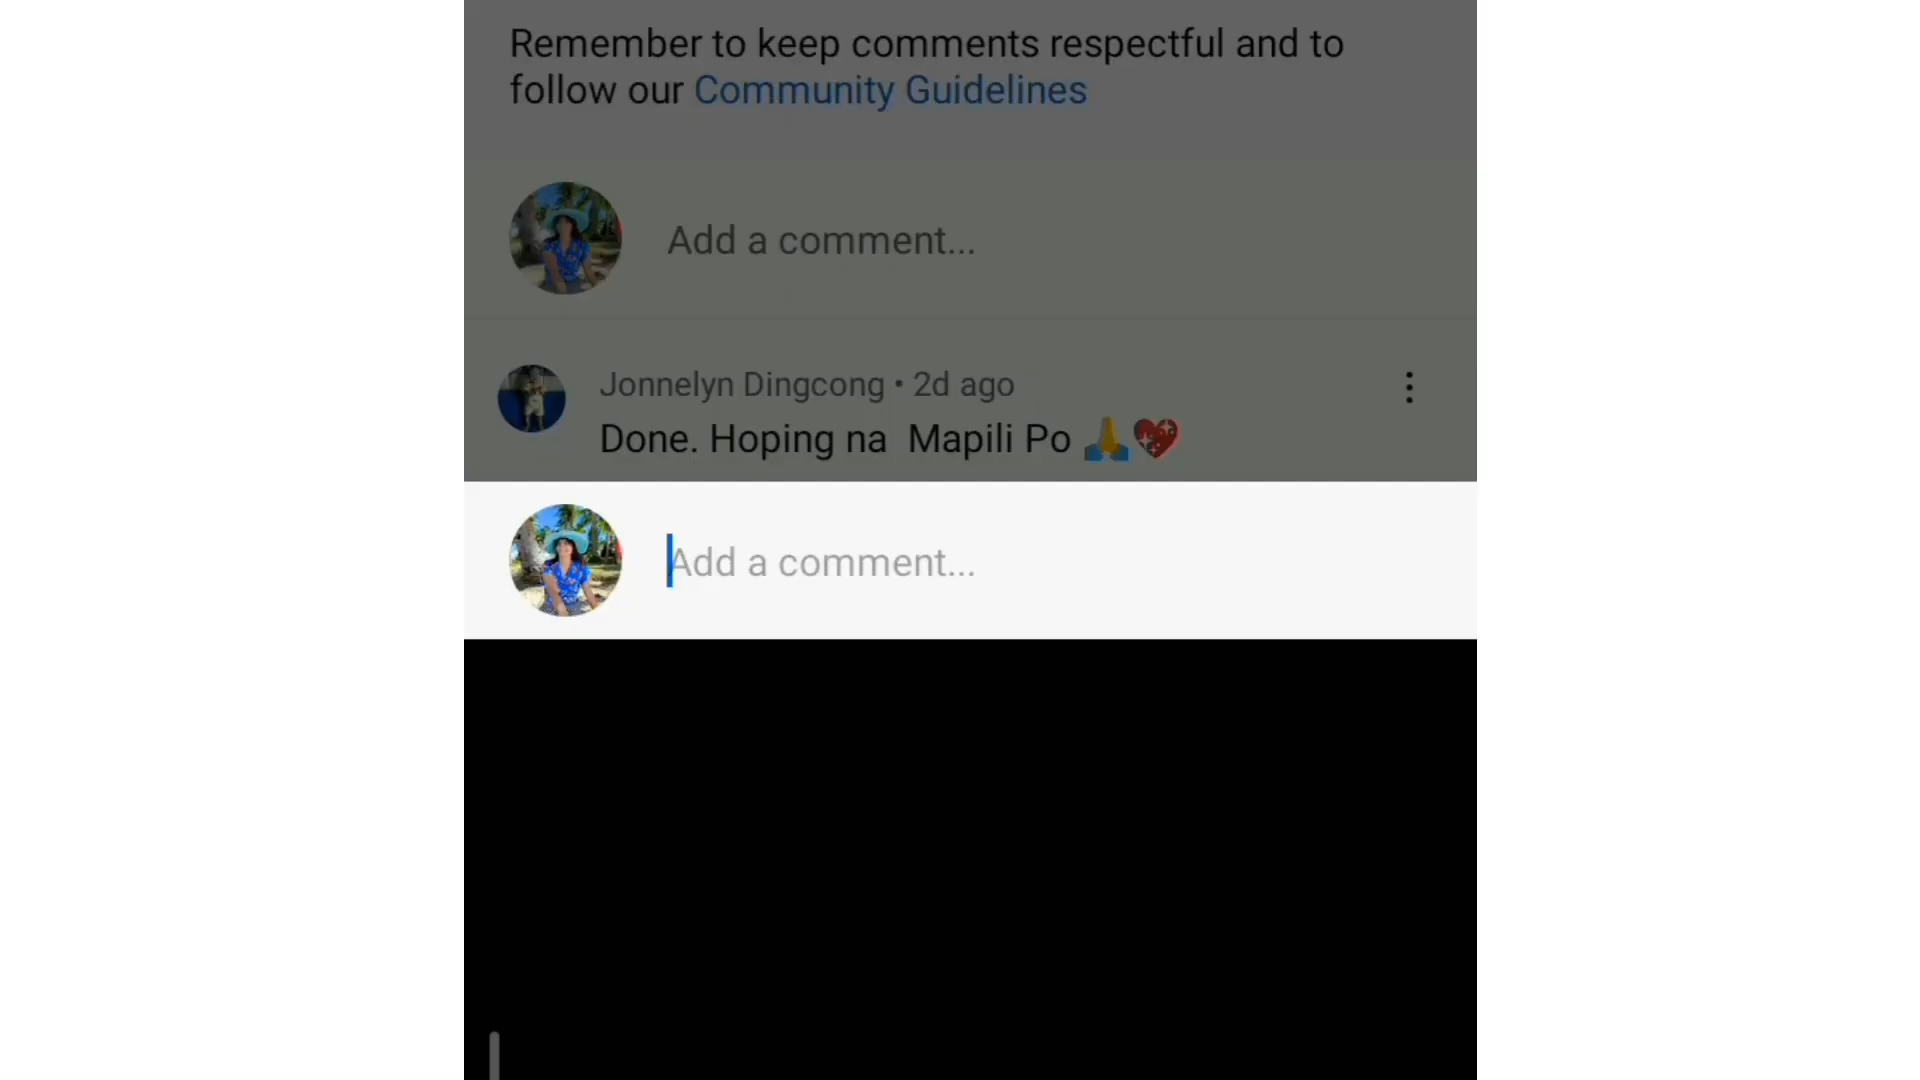 Remember to keep comments respectful and to
follow our Community Guidelines
Add a comment...
Jonnelyn Dingcong • 2d ago
Done. Hoping na  Mapili Po 🙏💖
Add a comment...